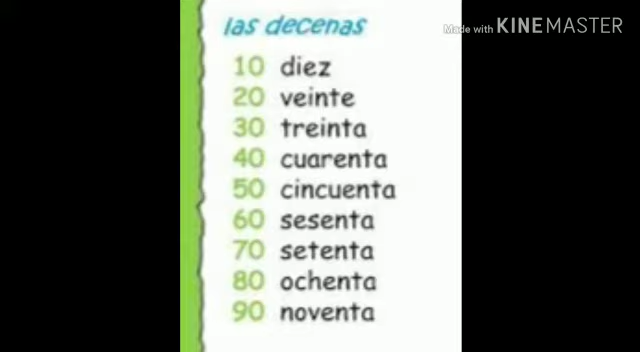 las decenas
Made with KINEMASTER
10 diez
20 veinte
30 treinta
40 cuarenta
50 cincuenta
60 sesenta
70 setenta
80 ochenta
90 noventa